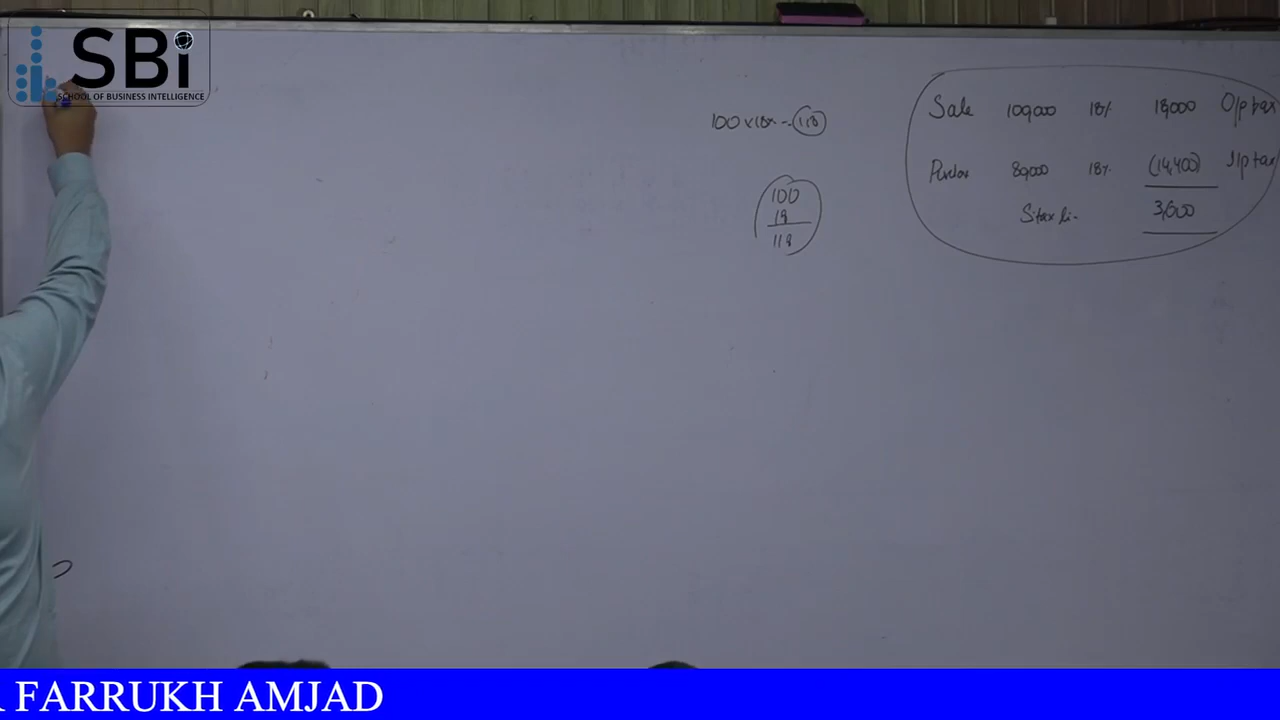 SBi
SCHOOL OF BUSINESS INTELLIGENCE
100 x 18% -- 118
100
18
118
Sale 100,000 18% 18,000 O/p tax
80,000 18% (14,400) I/p tax
S.tax li- 3,600
FARRUKH AMJAD